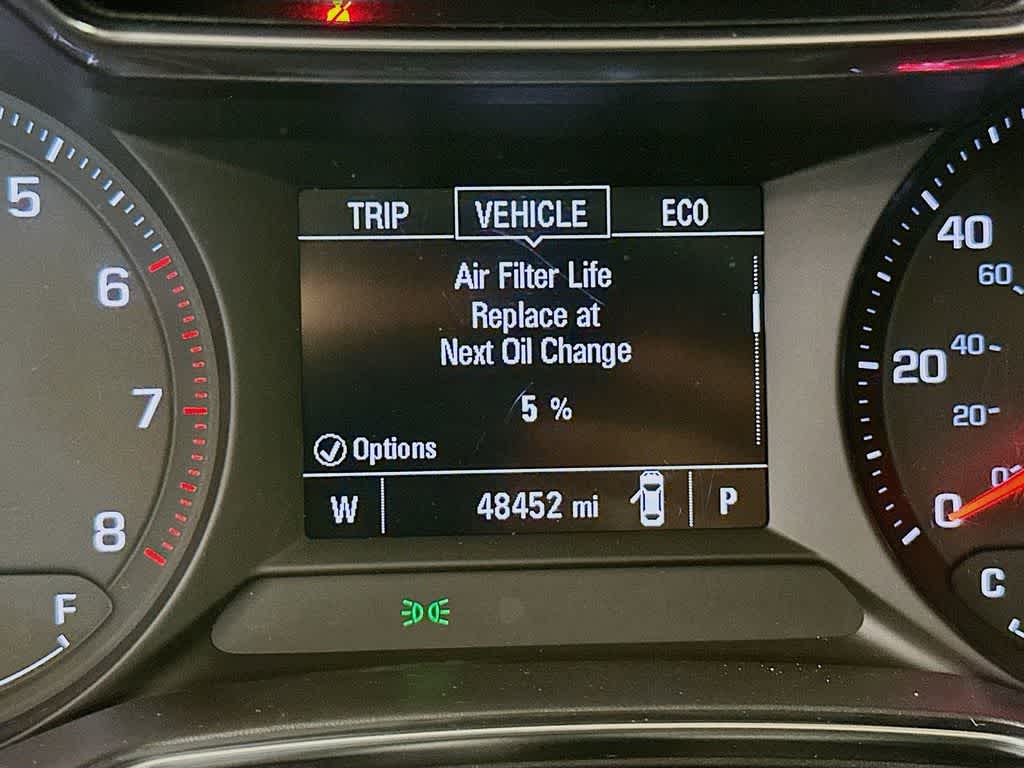 TRIP VEHICLE ECO
Air Filter Life
Replace at
Next Oil Change
5 %
Options
W 48452 mi P
5
6
7
8
F
40
60
40
20
20
0
0
C